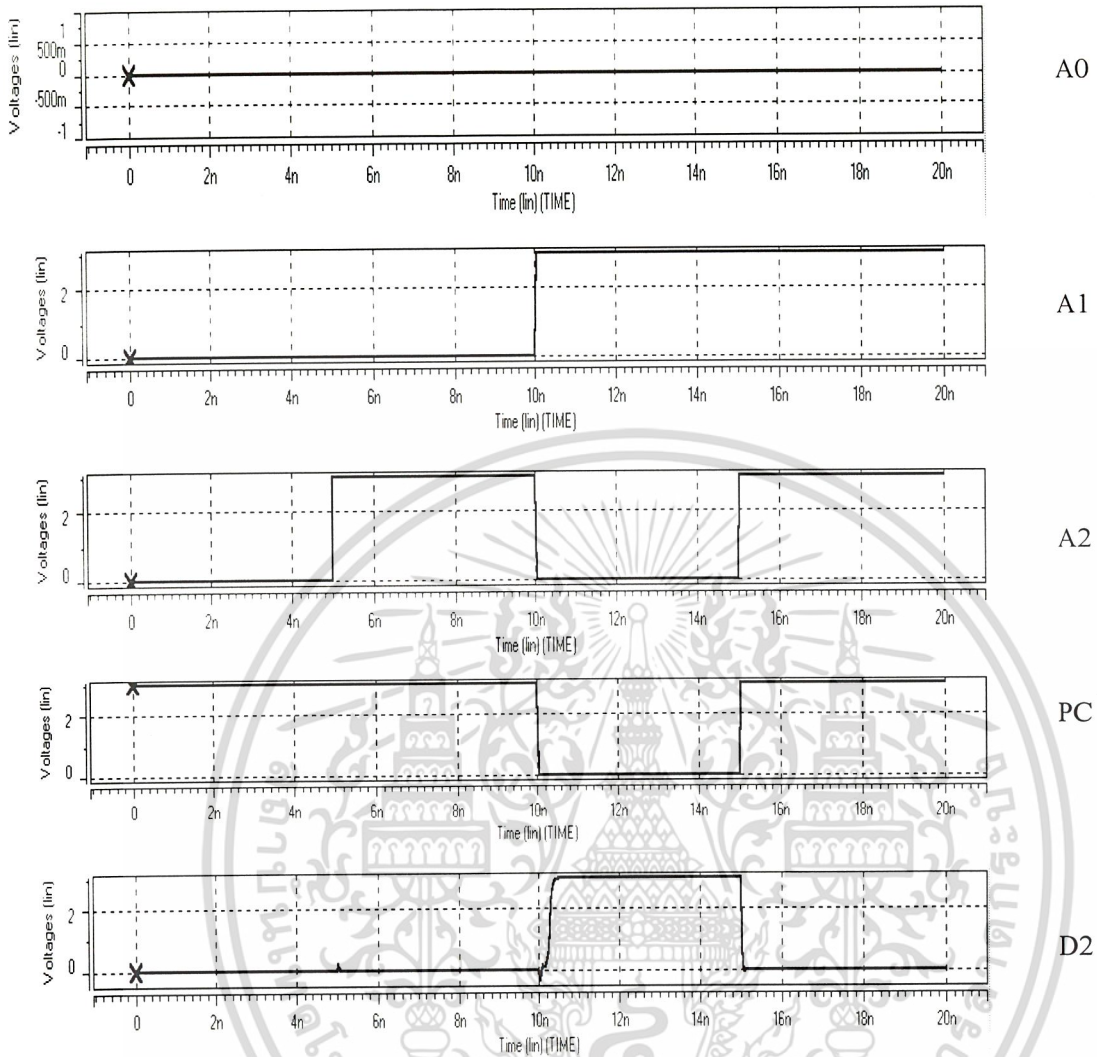 Voltages (lin)
1
500m
0
-500m
-1
A0
0 2n 4n 6n 8n 10n 12n 14n 16n 18n 20n
Time (lin) (TIME)
Voltages (lin)
2
0
A1
0 2n 4n 6n 8n 10n 12n 14n 16n 18n 20n
Time (lin) (TIME)
Voltages (lin)
2
0
A2
0 2n 4n 6n 8n 10n 12n 14n 16n 18n 20n
Time (lin) (TIME)
Voltages (lin)
2
0
PC
0 2n 4n 6n 8n 10n 12n 14n 16n 18n 20n
Time (lin) (TIME)
Voltages (lin)
2
0
D2
0 2n 4n 6n 8n 10n 12n 14n 16n 18n 20n
Time (lin) (TIME)